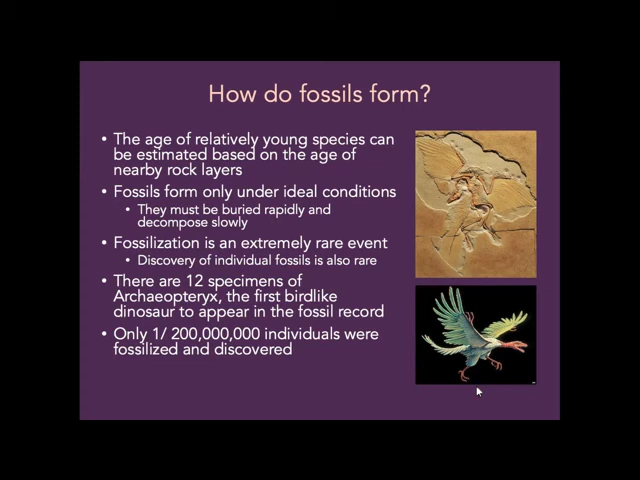 How do fossils form?
• The age of relatively young species can
be estimated based on the age of
nearby rock layers
• Fossils form only under ideal conditions
• They must be buried rapidly and
decompose slowly
• Fossilization is an extremely rare event
• Discovery of individual fossils is also rare
• There are 12 specimens of
Archaeopteryx, the first birdlike
dinosaur to appear in the fossil record
• Only 1/ 200,000,000 individuals were
fossilized and discovered